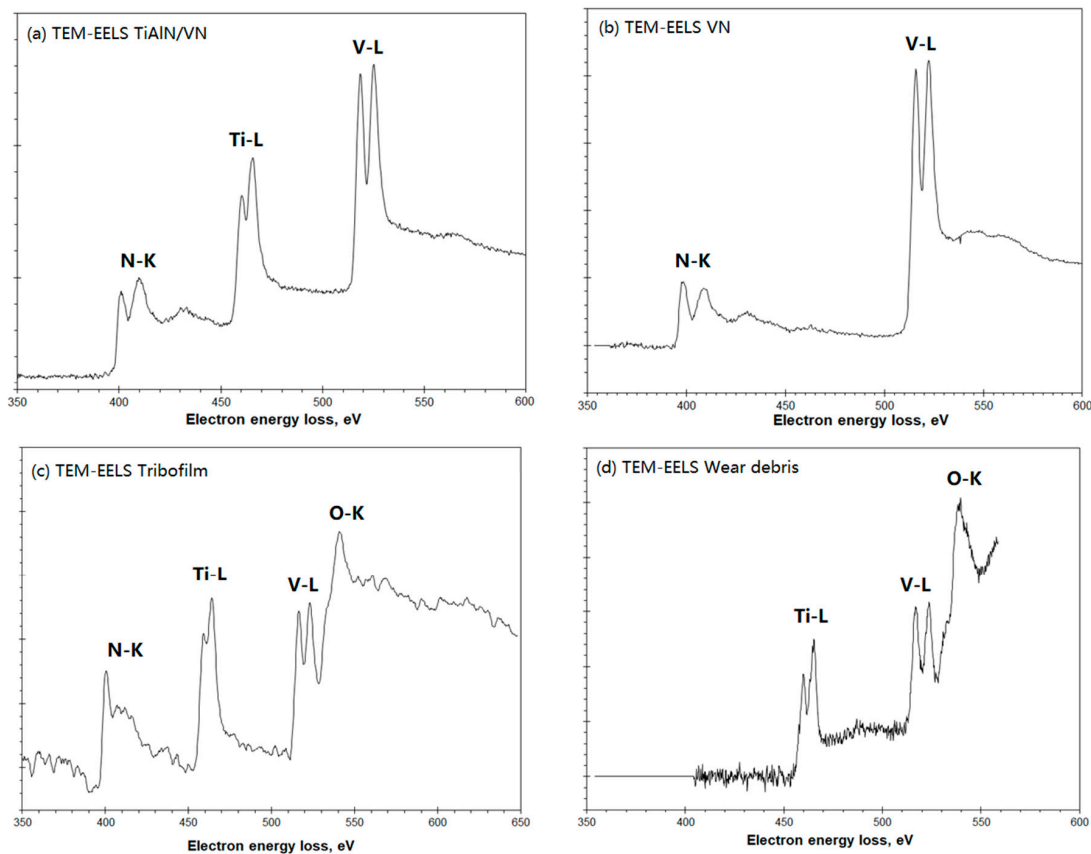 (a) TEM-EELS TiAlN/VN
N-K
Ti-L
V-L
350 400 450 500 550 600
Electron energy loss, eV
(b) TEM-EELS VN
N-K
V-L
350 400 450 500 550 600
Electron energy loss, eV
(c) TEM-EELS Tribofilm
N-K
Ti-L
V-L
O-K
350 400 450 500 550 600 650
Electron energy loss, eV
(d) TEM-EELS Wear debris
Ti-L
V-L
O-K
350 400 450 500 550 600
Electron energy loss, eV